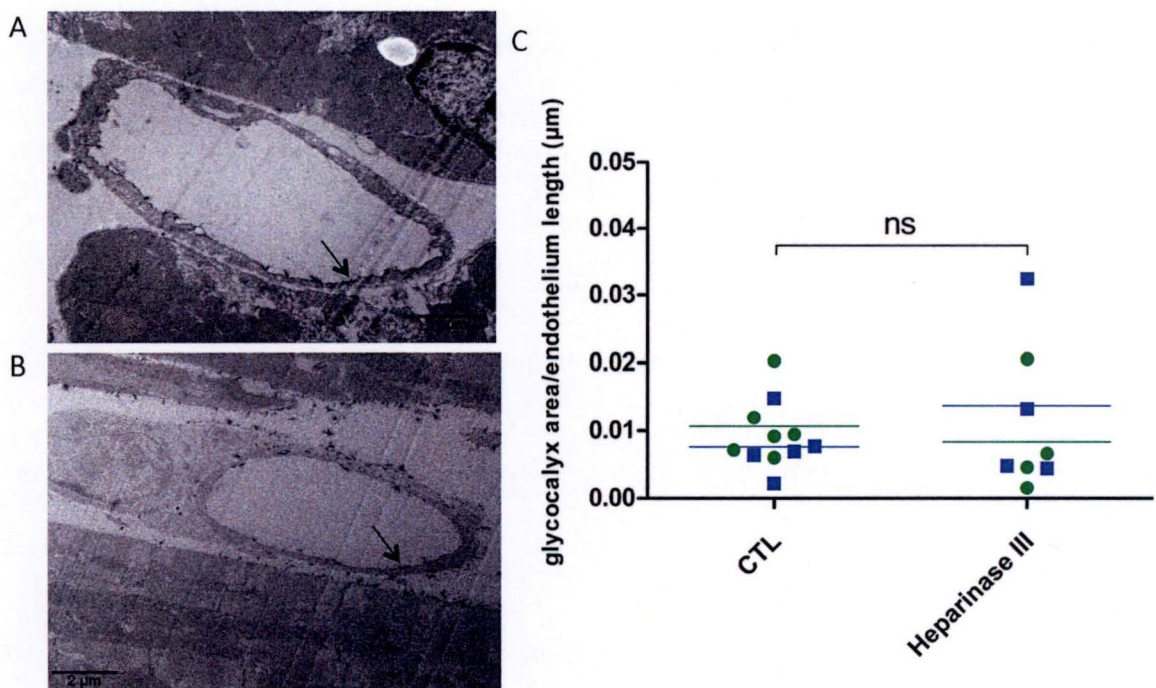 A
B
2 µm
C
glycocalyx area/endothelium length (µm)
0.05
0.04
0.03
0.02
0.01
0.00
ns
CTL
Heparinase III